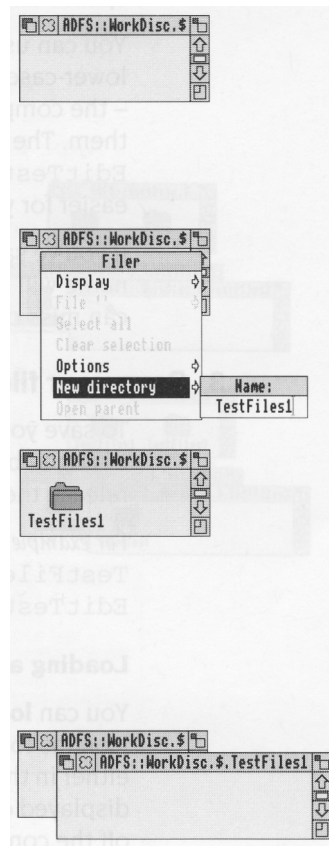 ADFS::WorkDisc.$
ADFS::WorkDisc.$
Filer
Display
File
Select all
Clear selection
Options
New directory
Name:
TestFiles1
Open parent
ADFS::WorkDisc.$
TestFiles1
ADFS::WorkDisc.$
ADFS::WorkDisc.$.TestFiles1